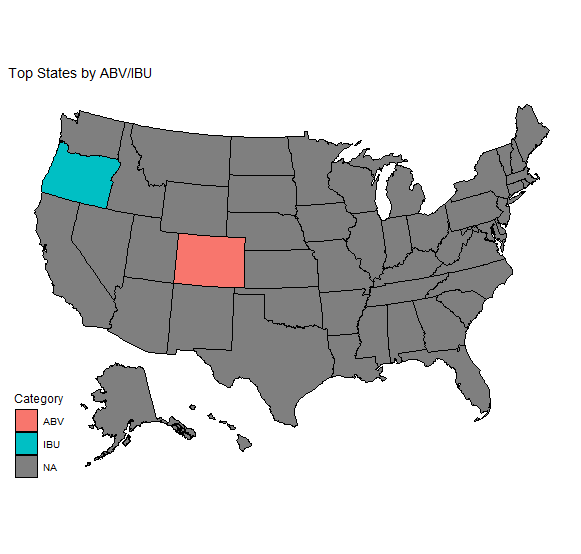 Top States by ABV/IBU
Category
ABV
IBU
NA